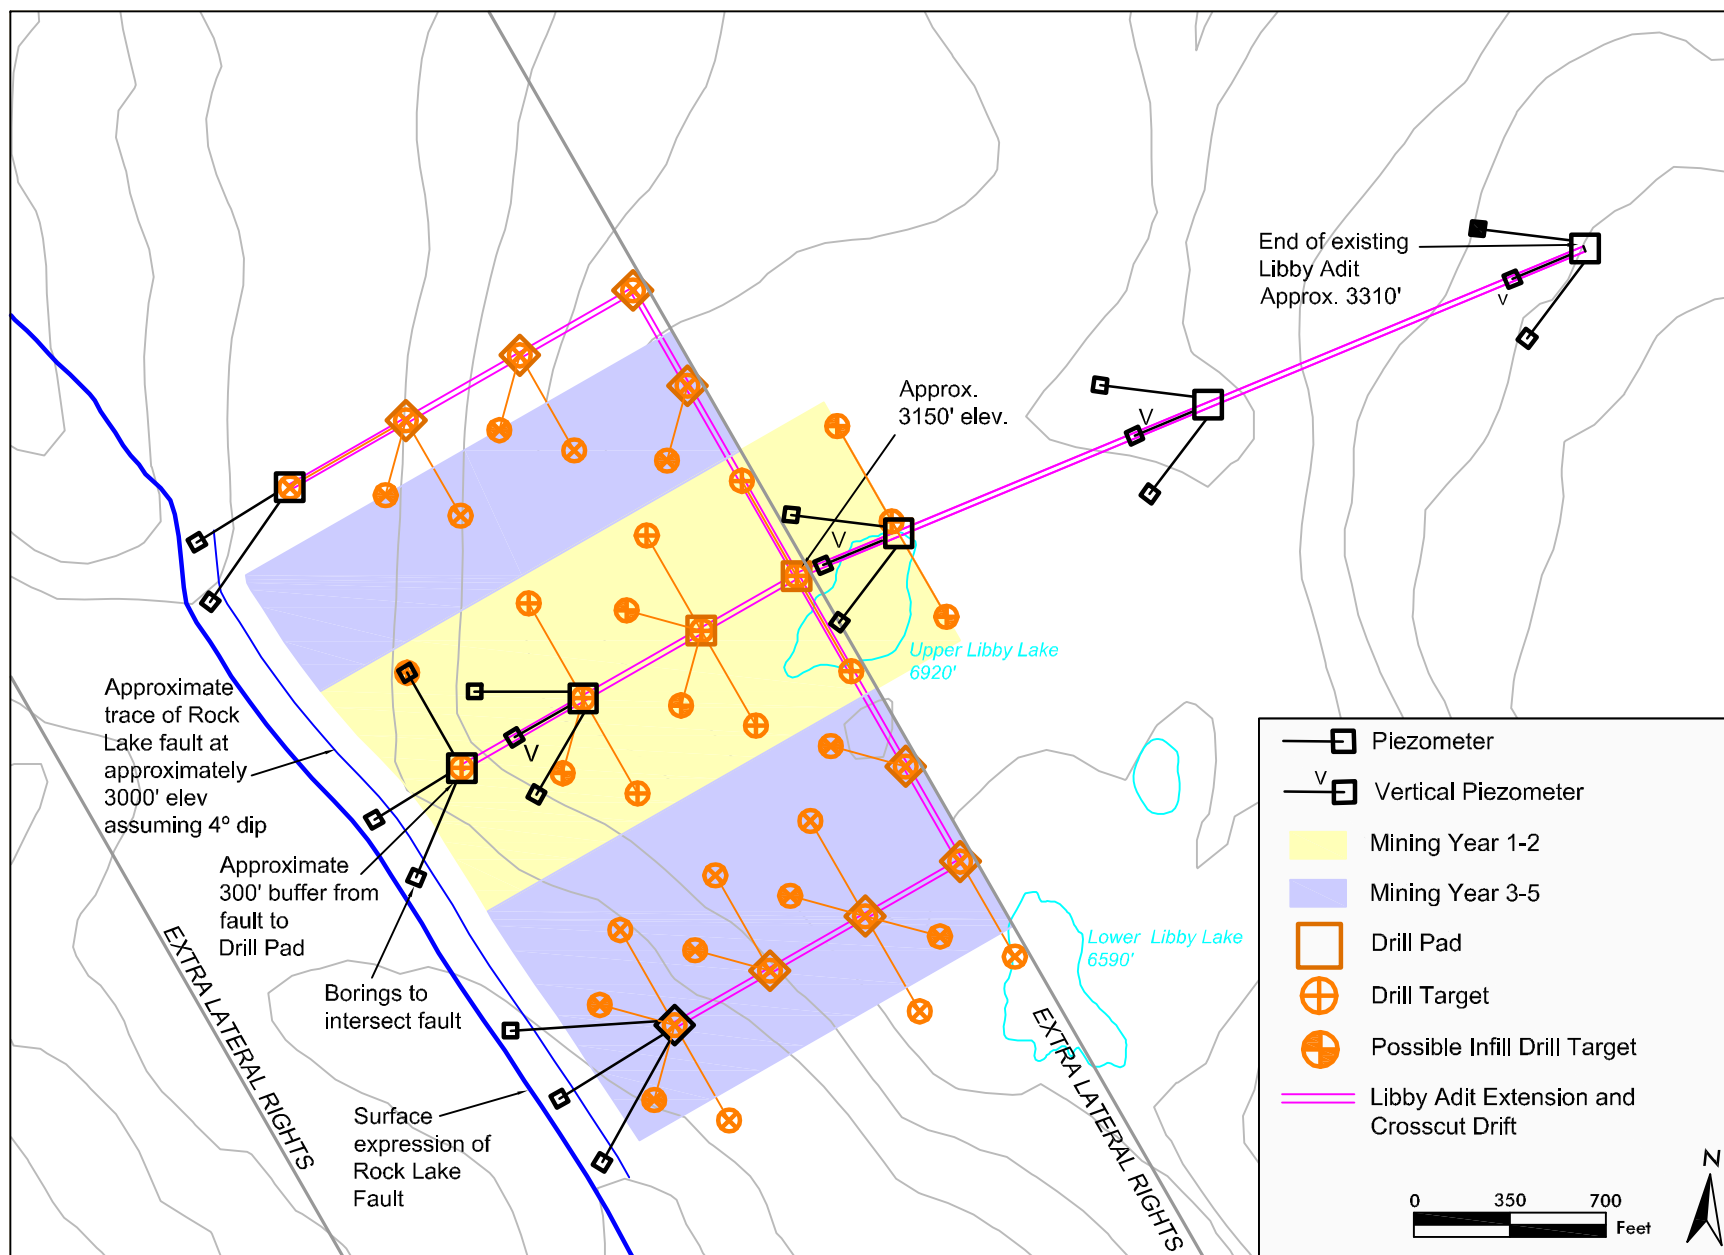 End of existing
Libby Adit
Approx. 3310'
V
V
Approx.
3150' elev.
V
Upper Libby Lake
6920'
V
Approximate
trace of Rock
Lake fault at
approximately
3000' elev
assuming 4º dip
Approximate
300' buffer from
fault to
Drill Pad
Borings to
intersect fault
EXTRA LATERAL RIGHTS
Surface
expression of
Rock Lake
Fault
Lower Libby Lake
6590'
EXTRA LATERAL RIGHTS
Piezometer
V
Vertical Piezometer
Mining Year 1-2
Mining Year 3-5
Drill Pad
Drill Target
Possible Infill Drill Target
Libby Adit Extension and
Crosscut Drift
N
0 350 700
Feet